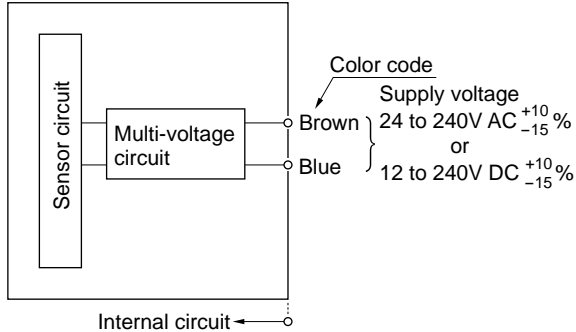 Color code
Supply voltage
Sensor circuit
Multi-voltage
circuit
Brown
24 to 240V AC +10 −15 %
or
Blue
12 to 240V DC +10 −15 %
Internal circuit